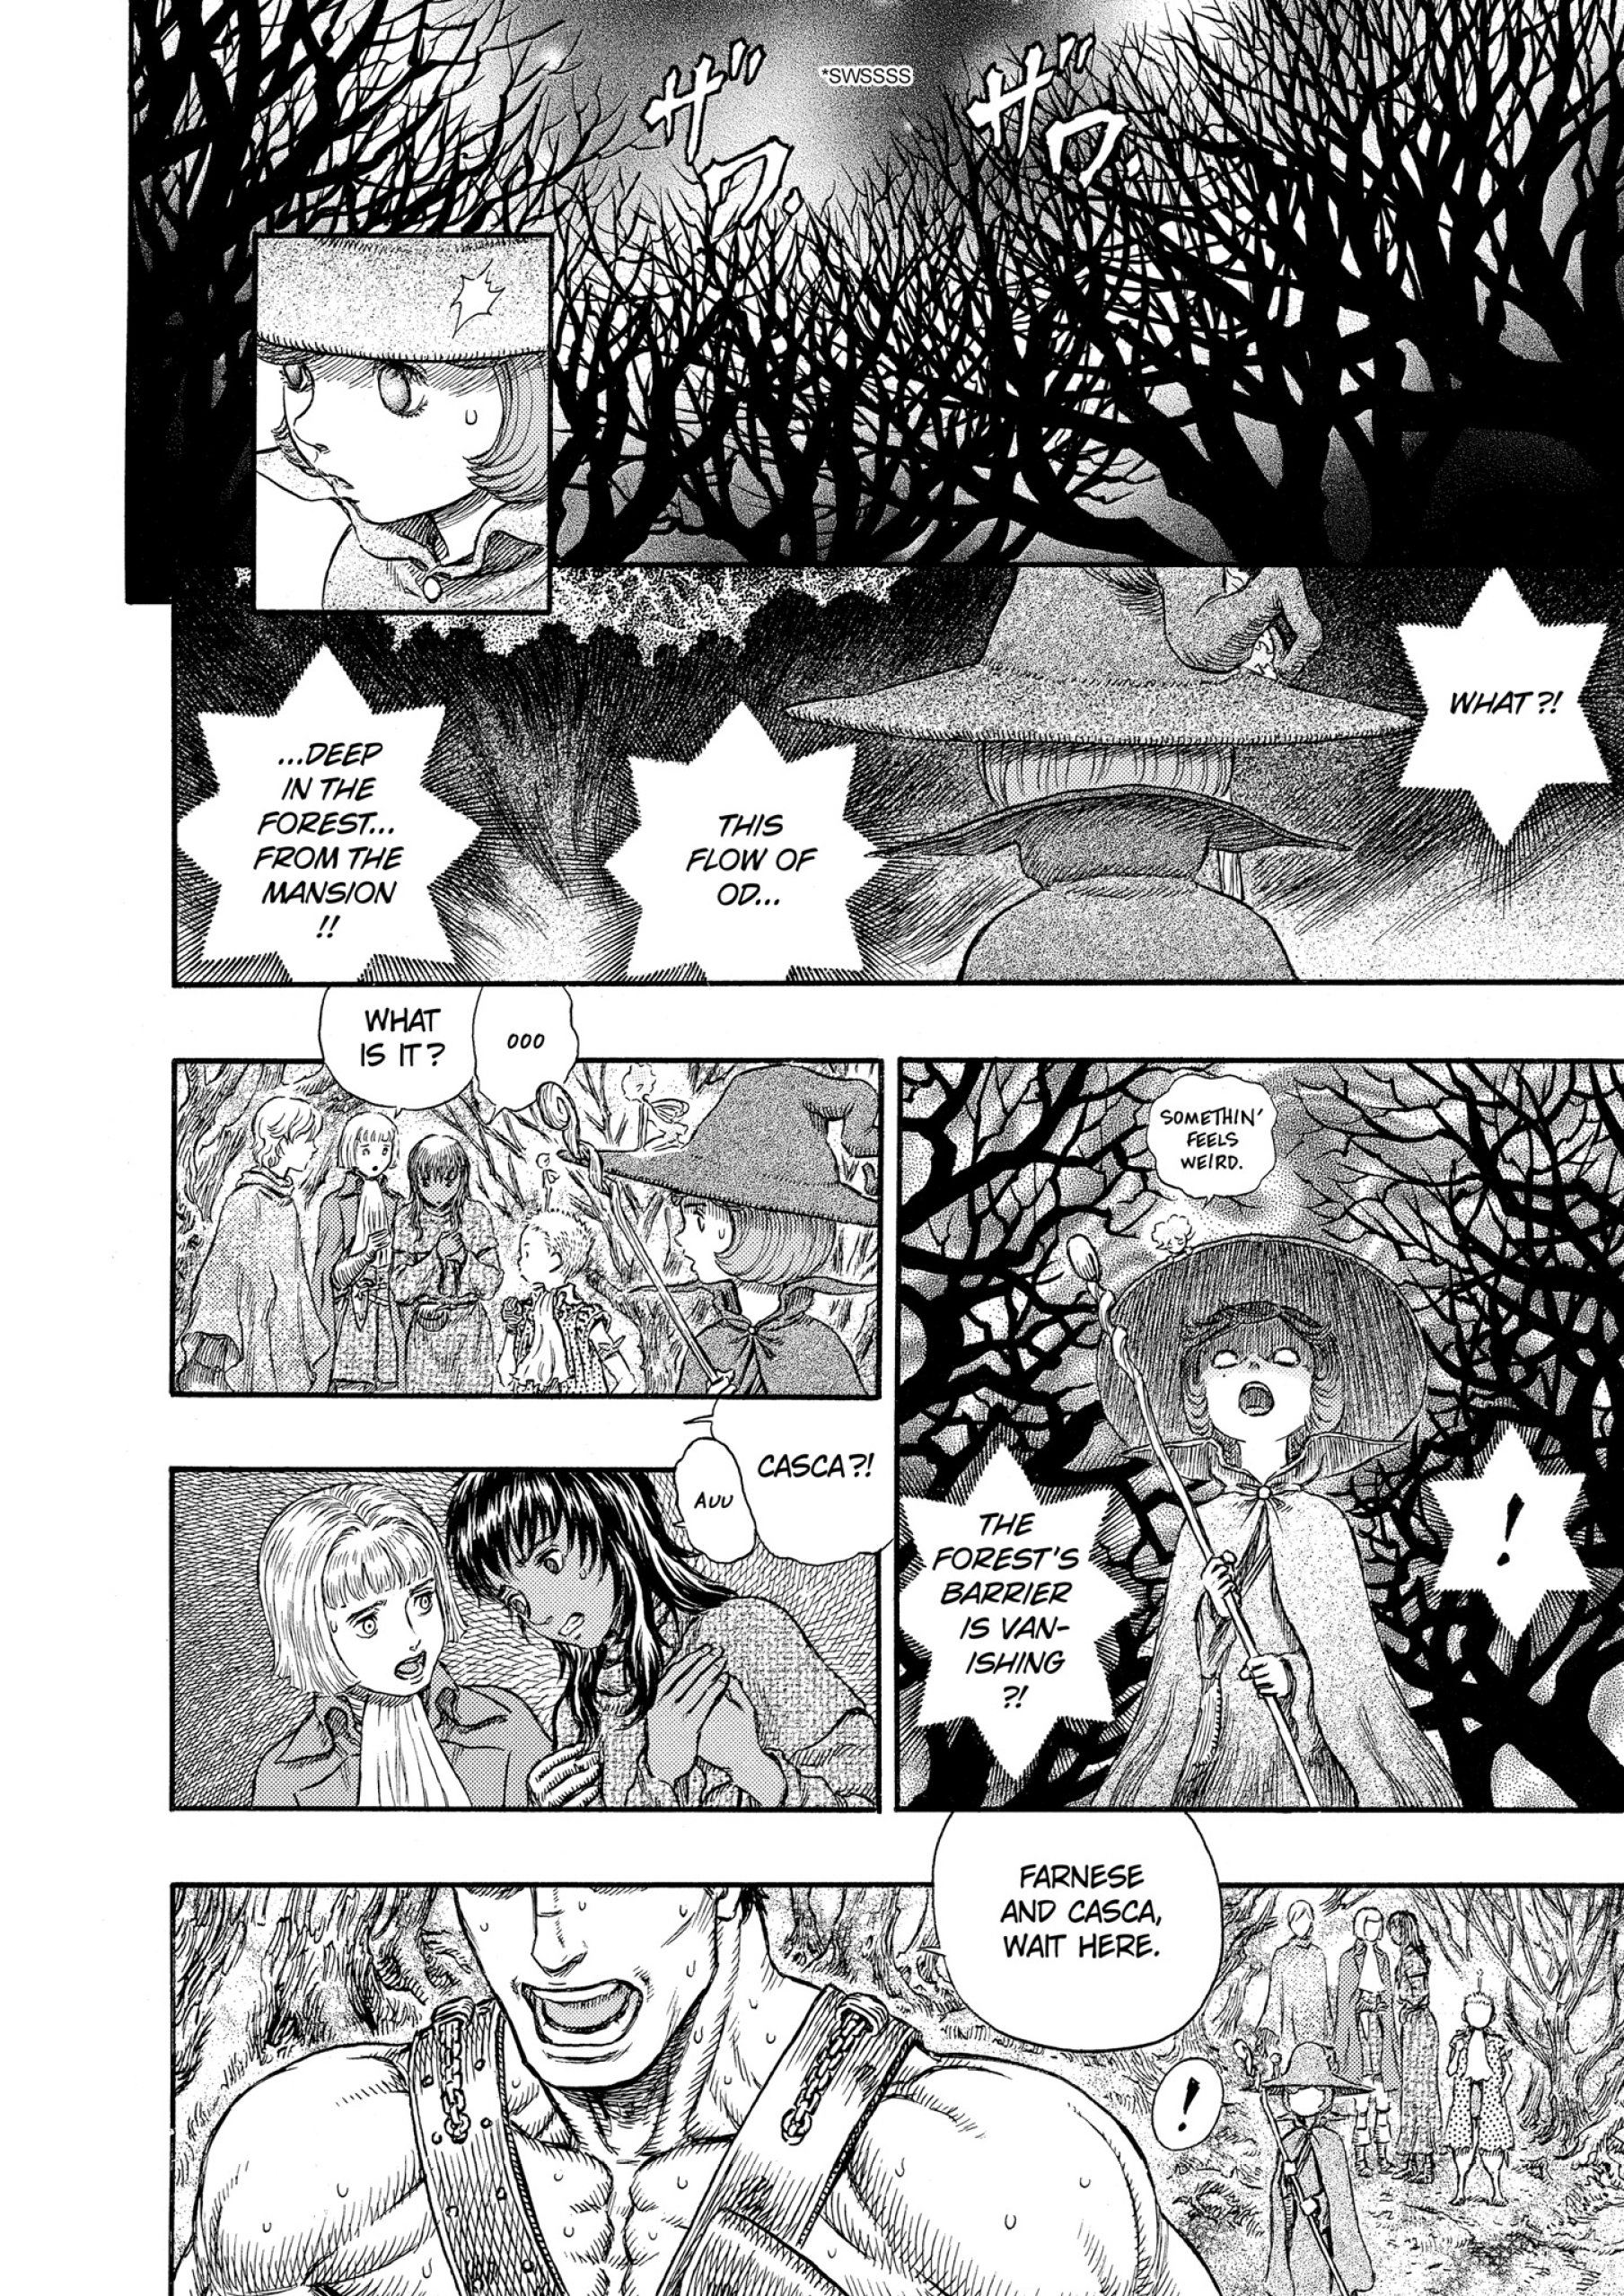 ザワ
*SWSSSS
ザワ
WHAT?!
THIS
FLOW OF
OD...
...DEEP
IN THE
FOREST...
FROM THE
MANSION
!!
SOMETHIN'
FEELS
WEIRD.
!
THE
FOREST'S
BARRIER
IS VAN-
ISHING
?!
OOO
WHAT
IS IT?
CASCA?!
AUU
FARNESE
AND CASCA,
WAIT HERE.
!